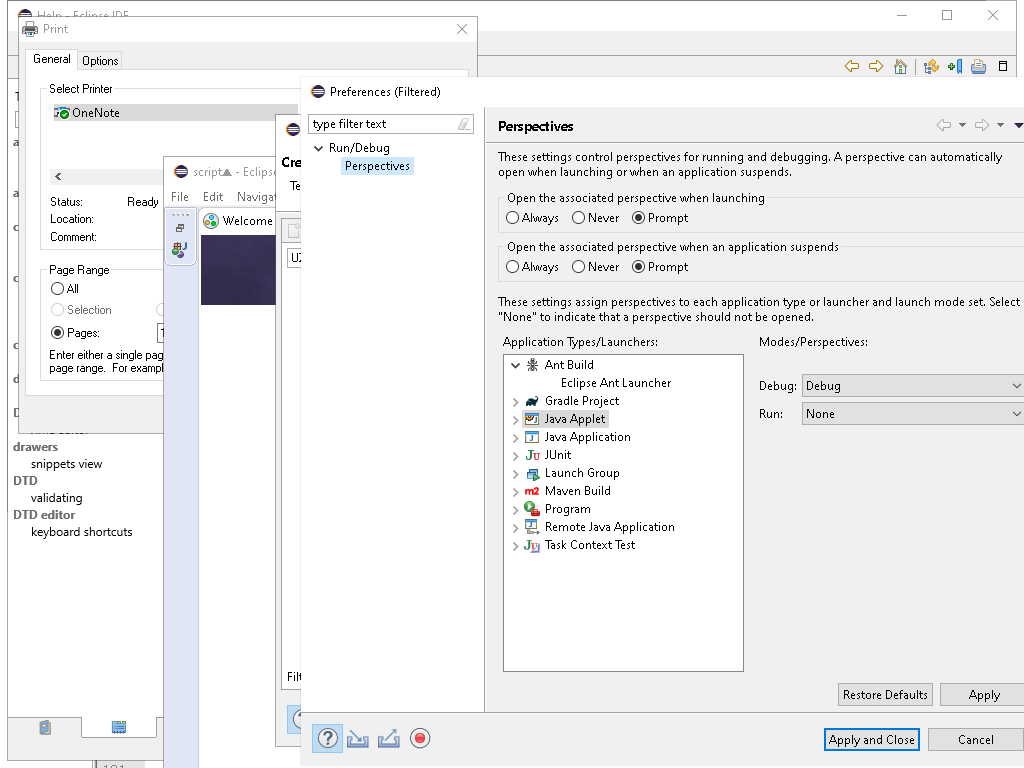 Help - Eclipse IDE
Print
General
Options
Select Printer
OneNote
Status:
Ready
Location:
Comment:
Page Range
All
Selection
Pages:
Enter either a single pag
page range. For exampl
drawers
snippets view
DTD
validating
DTD editor
keyboard shortcuts
script▲ - Eclipse
File
Edit
Navigat
Welcome
Cre
Te
Filt
Preferences (Filtered)
type filter text
Run/Debug
Perspectives
Perspectives
These settings control perspectives for running and debugging. A perspective can automatically
open when launching or when an application suspends.
Open the associated perspective when launching
Always
Never
Prompt
Open the associated perspective when an application suspends
Always
Never
Prompt
These settings assign perspectives to each application type or launcher and launch mode set. Select
"None" to indicate that a perspective should not be opened.
Application Types/Launchers:
Modes/Perspectives:
Ant Build
Eclipse Ant Launcher
Gradle Project
Java Applet
Java Application
JUnit
Launch Group
Maven Build
Program
Remote Java Application
Task Context Test
Debug:
Debug
Run:
None
Restore Defaults
Apply
Apply and Close
Cancel